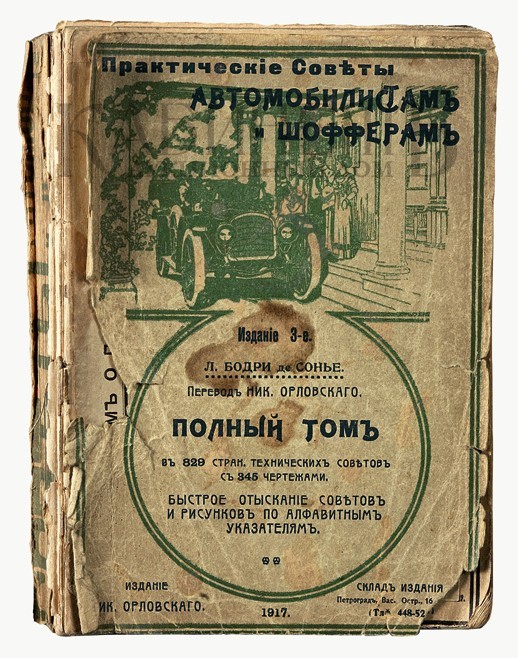 Практическіе Совѣты
АВТОМОБИЛИСТАМЪ
и ШОФФЕРАМЪ
Изданіе 3-е.
Л. БОДРИ де СОНЬЕ.
Переводъ НИК. ОРЛОВСКАГО.
ПОЛНЫЙ ТОМЪ
въ 829 стран. техническихъ совѣтовъ
съ 345 чертежами.
Быстрое отысканіе совѣтовъ
и рисунковъ по алфавитнымъ
указателямъ.
ИЗДАНІЕ
ИК. ОРЛОВСКАГО.
1917.
СКЛАДЪ ИЗДАНІЯ
Петроградъ, Вас. Остр., 16
(Тл. 448-52